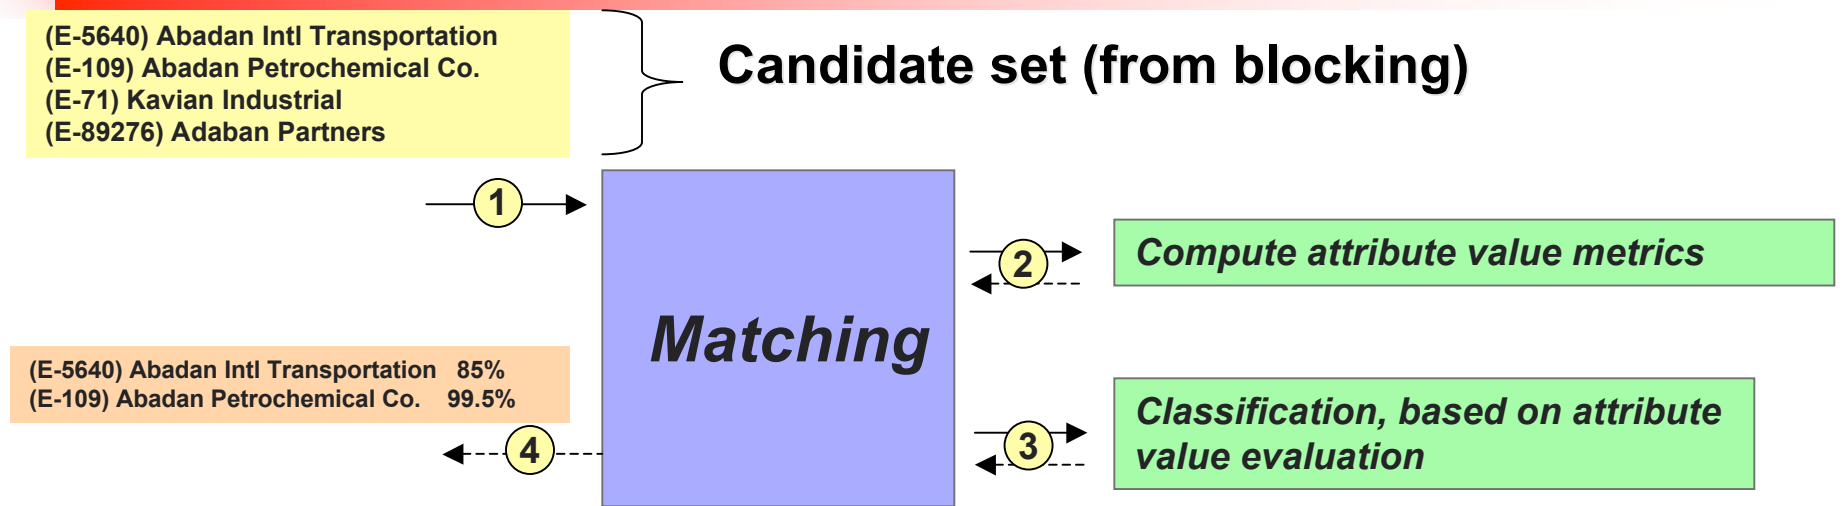 (E-5640) Abadan Intl Transportation
(E-109) Abadan Petrochemical Co.
(E-71) Kavian Industrial
(E-89276) Adaban Partners
Candidate set (from blocking)
1
2
Compute attribute value metrics
Matching
(E-5640) Abadan Intl Transportation 85%
(E-109) Abadan Petrochemical Co. 99.5%
3
Classification, based on attribute
value evaluation
4